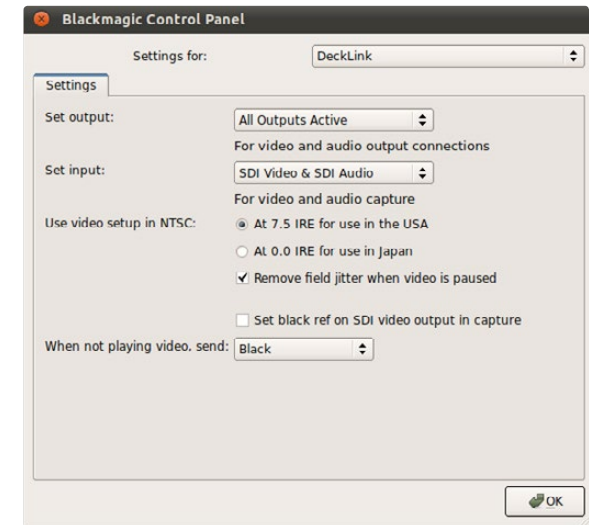 Blackmagic Control Panel
Settings for: DeckLink
Settings
Set output: All Outputs Active
For video and audio output connections
Set input: SDI Video & SDI Audio
For video and audio capture
Use video setup in NTSC: At 7.5 IRE for use in the USA
At 0.0 IRE for use in Japan
Remove field jitter when video is paused
Set black ref on SDI video output in capture
When not playing video, send: Black
OK